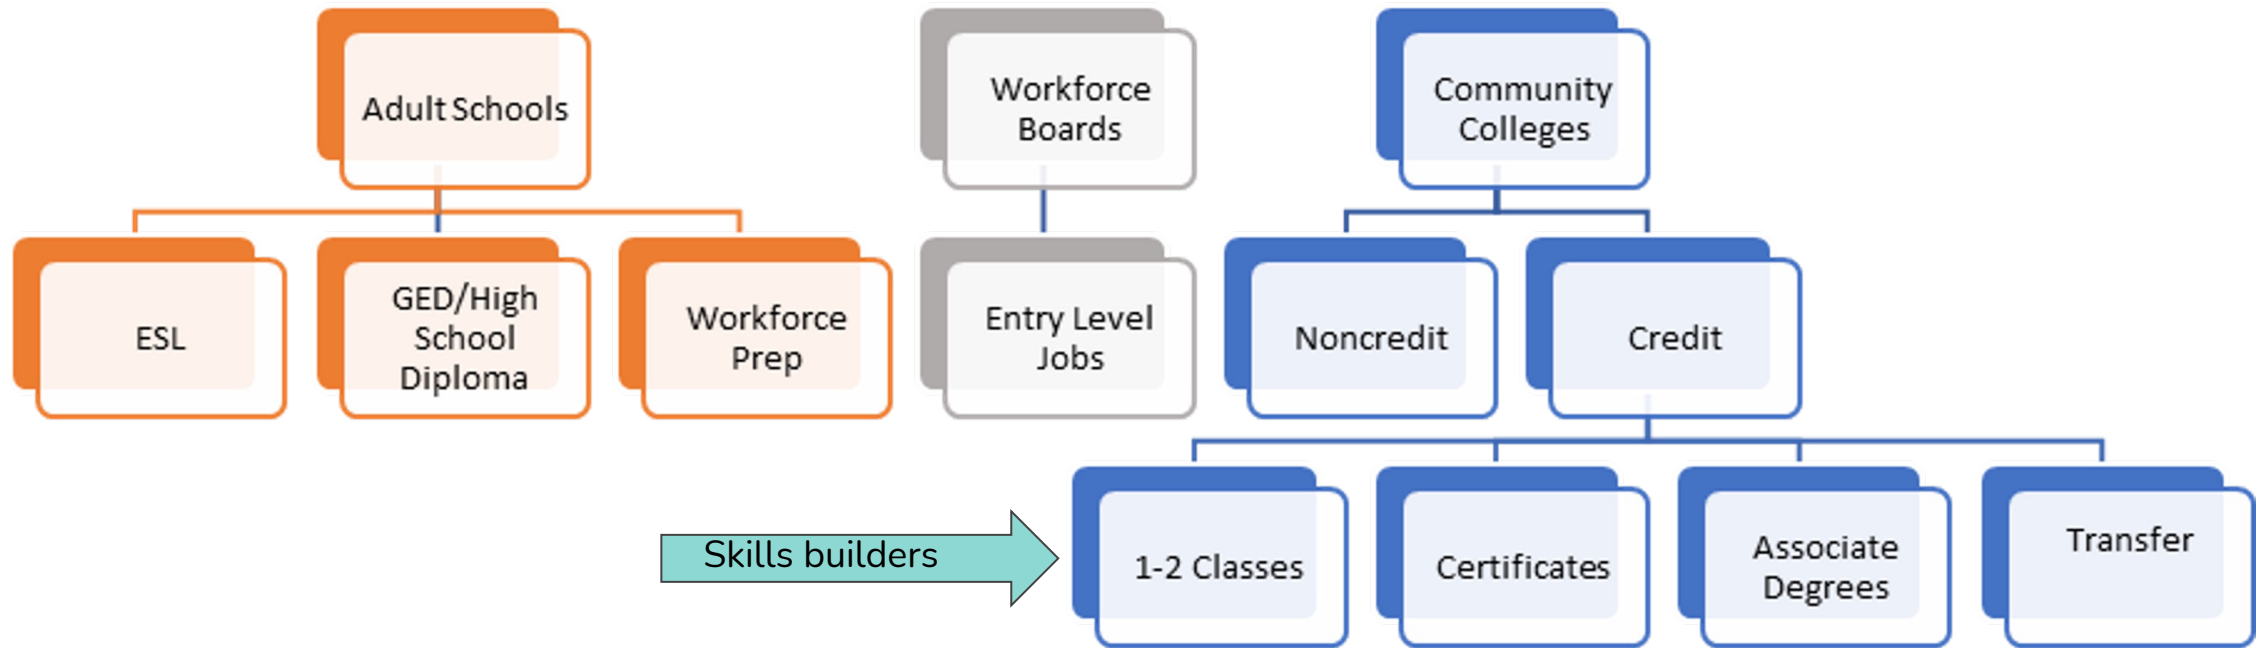 Adult Schools
Workforce
Boards
Community
Colleges
ESL
GED/High
School
Diploma
Workforce
Prep
Entry Level
Jobs
Noncredit
Credit
Skills builders
1-2 Classes
Certificates
Associate
Degrees
Transfer